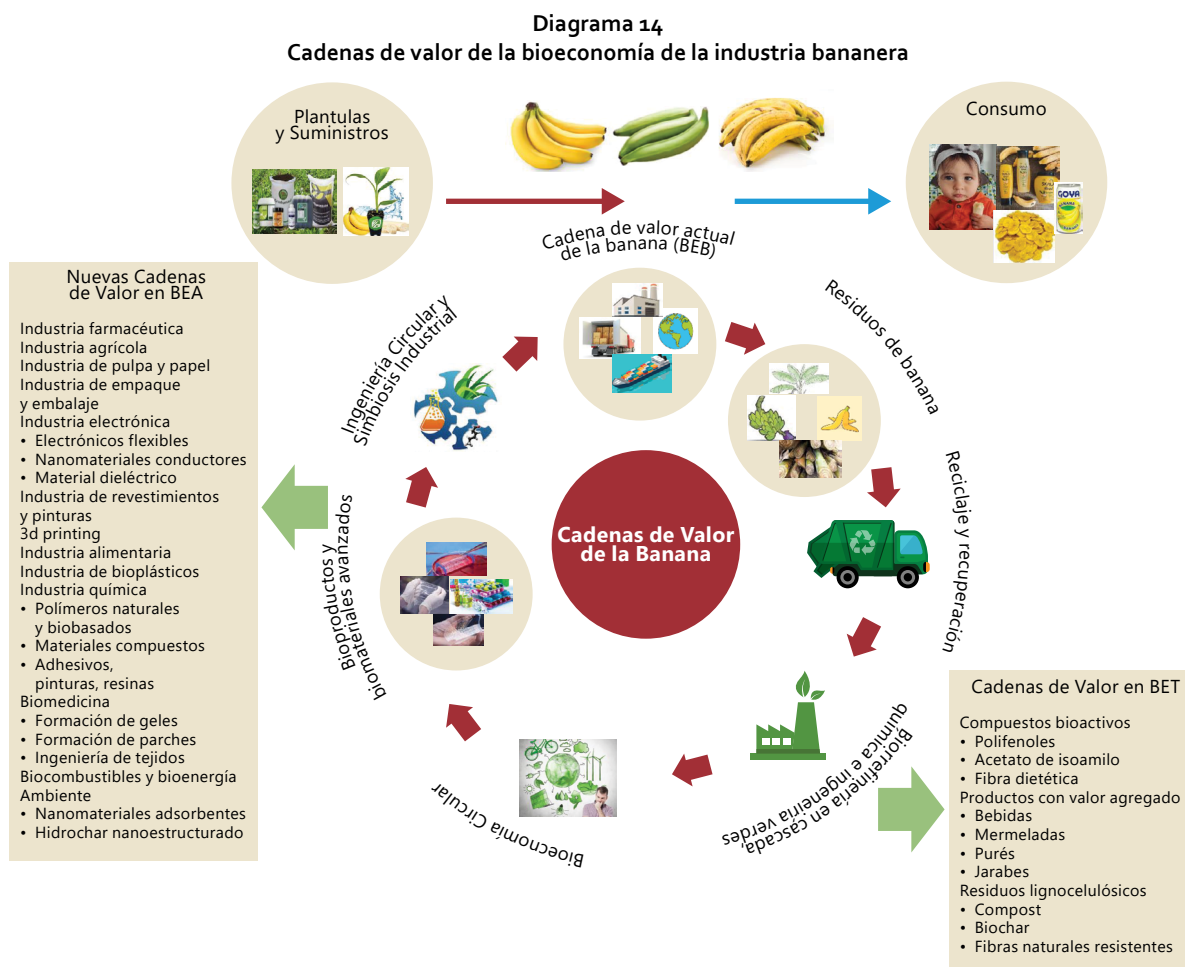 Diagrama 14
Cadenas de valor de la bioeconomía de la industria bananera
Plantulas
y Suministros
Consumo
GOYA
Cadena de valor actual
de la banana (BEB)
Residuos de banana
Reciclaje y recuperación
Biorrefinería en cascada,
química e ingeneiría verdes
Bioecnomía Circular
Bioproductos y
biomateriales avanzados
Ingeniería Circular y
Simbiosis Industrial
Cadenas de Valor
de la Banana
Nuevas Cadenas
de Valor en BEA
Industria farmacéutica
Industria agrícola
Industria de pulpa y papel
Industria de empaque
y embalaje
Industria electrónica
• Electrónicos flexibles
• Nanomateriales conductores
• Material dieléctrico
Industria de revestimientos
y pinturas
3d printing
Industria alimentaria
Industria de bioplásticos
Industria química
• Polímeros naturales
y biobasados
• Materiales compuestos
• Adhesivos,
pinturas, resinas
Biomedicina
• Formación de geles
• Formación de parches
• Ingeniería de tejidos
Biocombustibles y bioenergía
Ambiente
• Nanomateriales adsorbentes
• Hidrochar nanoestructurado
Cadenas de Valor en BET
Compuestos bioactivos
• Polifenoles
• Acetato de isoamilo
• Fibra dietética
Productos con valor agregado
• Bebidas
• Mermeladas
• Purés
• Jarabes
Residuos lignocelulósicos
• Compost
• Biochar
• Fibras naturales resistentes